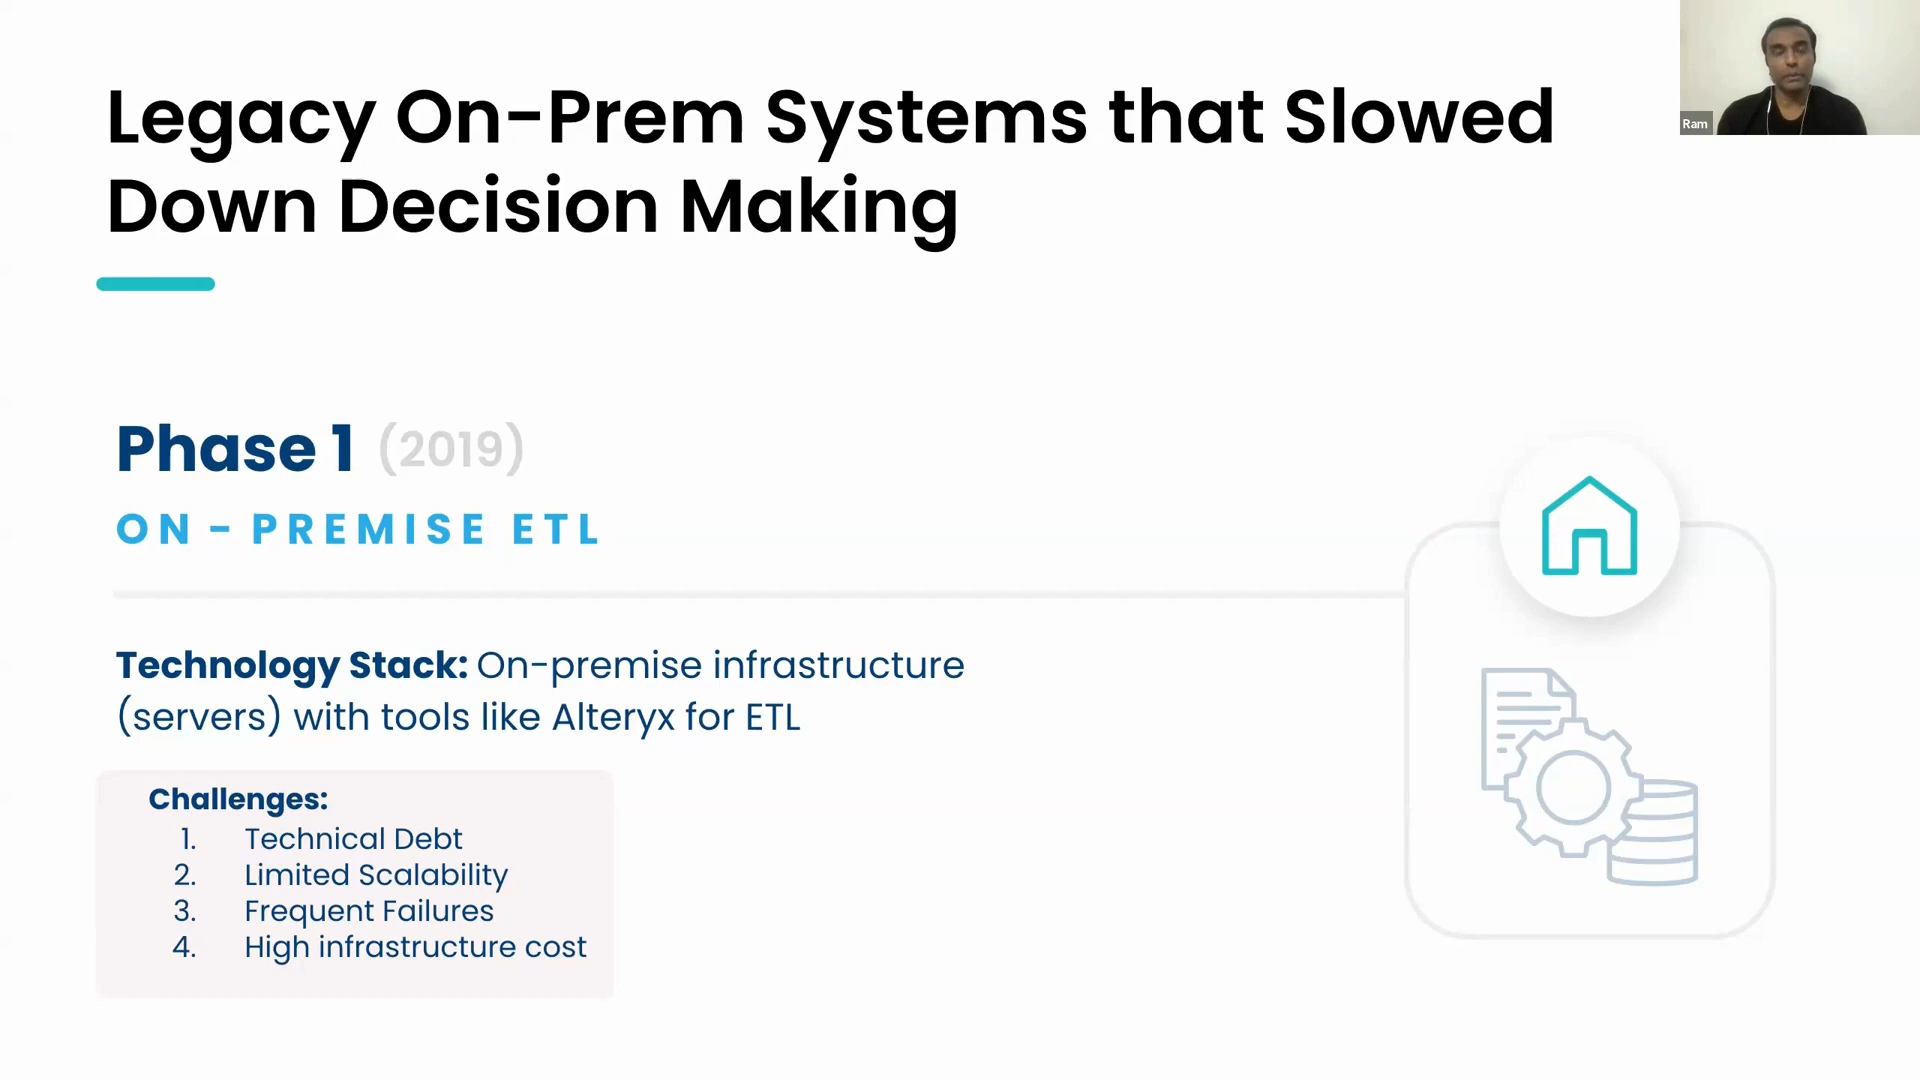 Legacy On-Prem Systems that Slowed
Down Decision Making
Ram
Phase 1 (2019)
ON - PREMISE ETL
Technology Stack: On-premise infrastructure
(servers) with tools like Alteryx for ETL
Challenges:
1. Technical Debt
2. Limited Scalability
3. Frequent Failures
4. High infrastructure cost